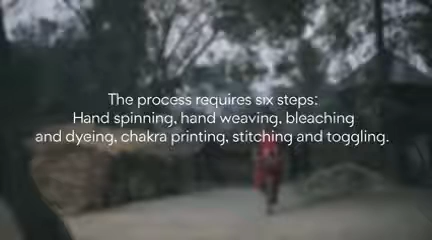 The process requires six steps:
Hand spinning, hand weaving, bleaching
and dyeing, chakra printing, stitching and toggling.